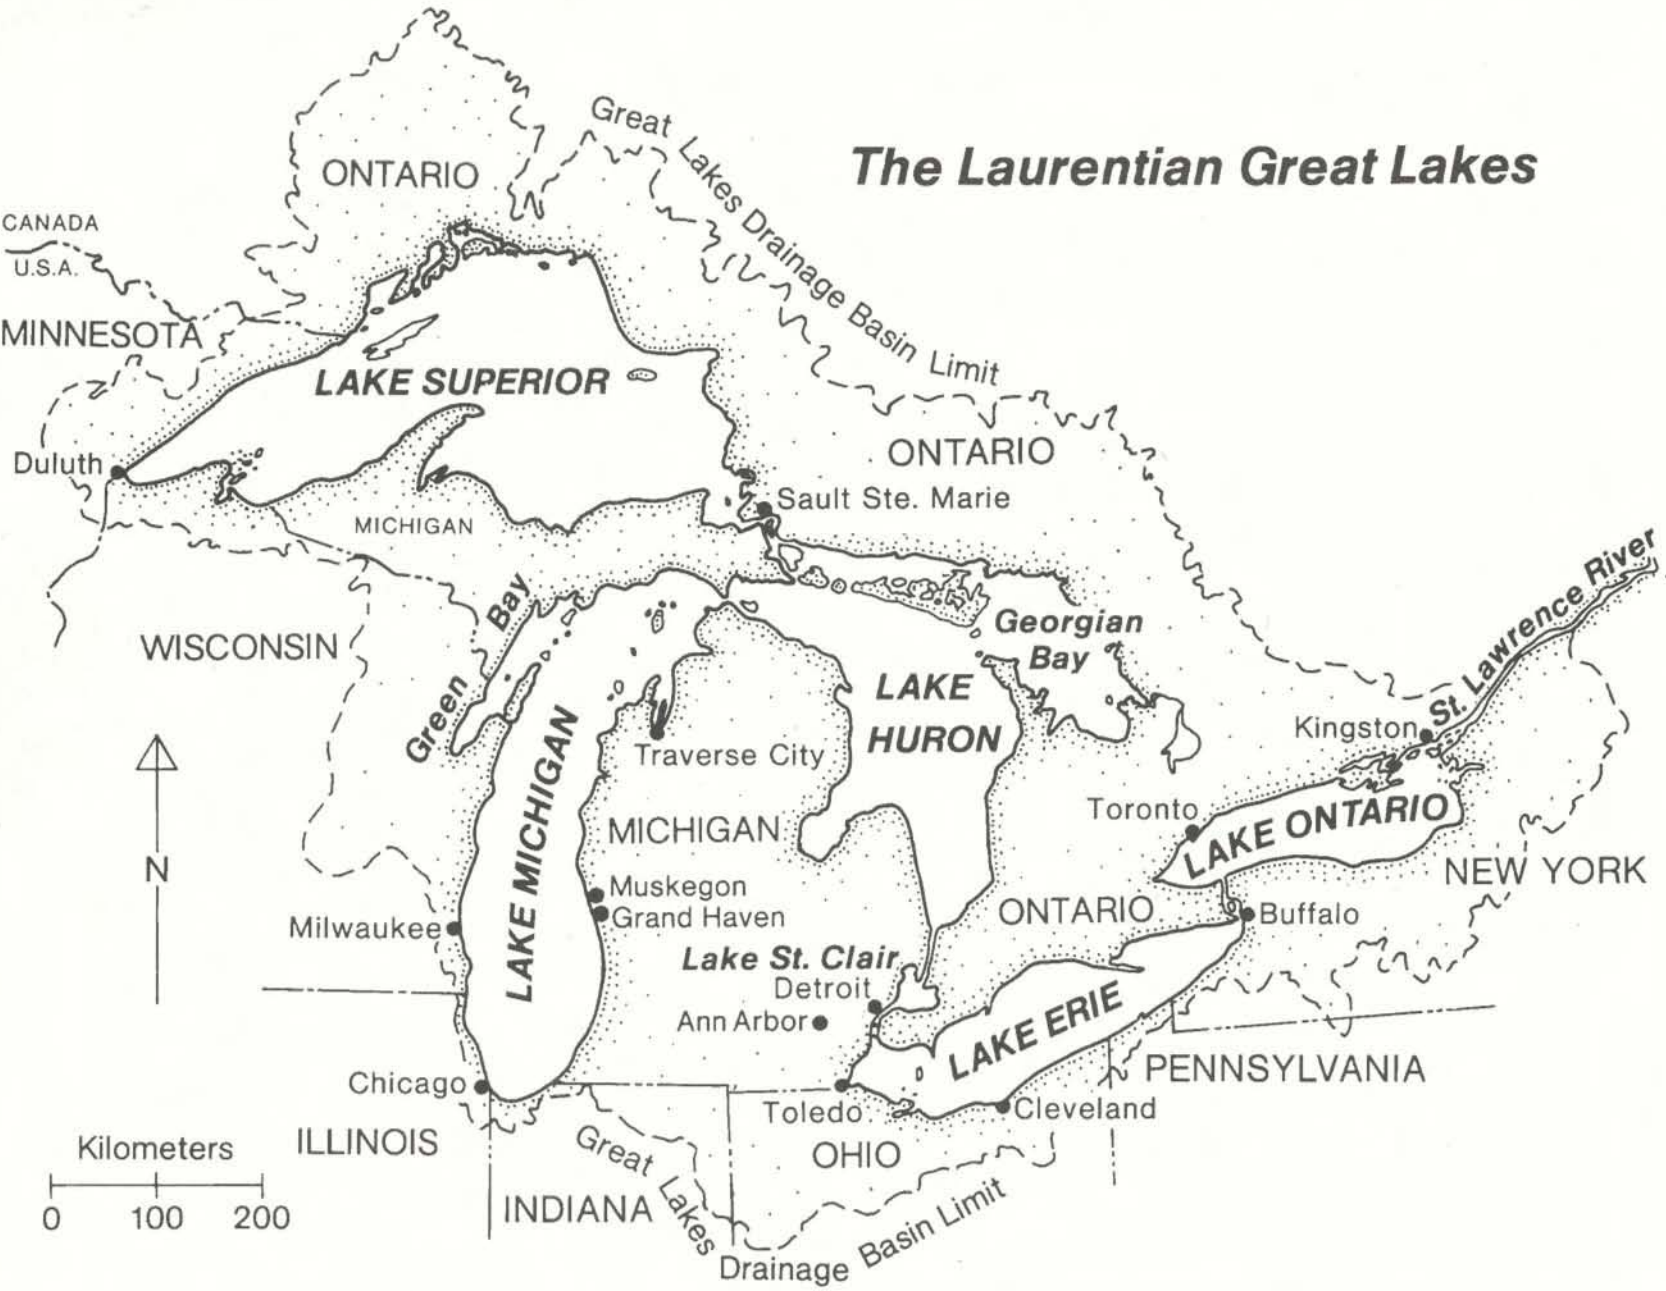 The Laurentian Great Lakes
Great Lakes Drainage Basin Limit
ONTARIO
CANADA
U.S.A.
MINNESOTA
LAKE SUPERIOR
Duluth
ONTARIO
Sault Ste. Marie
MICHIGAN
WISCONSIN
Green Bay
Georgian
Bay
St. Lawrence River
LAKE
HURON
Kingston
Traverse City
LAKE MICHIGAN
MICHIGAN
Toronto
LAKE ONTARIO
NEW YORK
N
Muskegon
Grand Haven
ONTARIO
Buffalo
Milwaukee
Lake St. Clair
Detroit
Ann Arbor
LAKE ERIE
PENNSYLVANIA
Chicago
Toledo
Cleveland
ILLINOIS
OHIO
INDIANA
Great Lakes Drainage Basin Limit
Kilometers
0 100 200